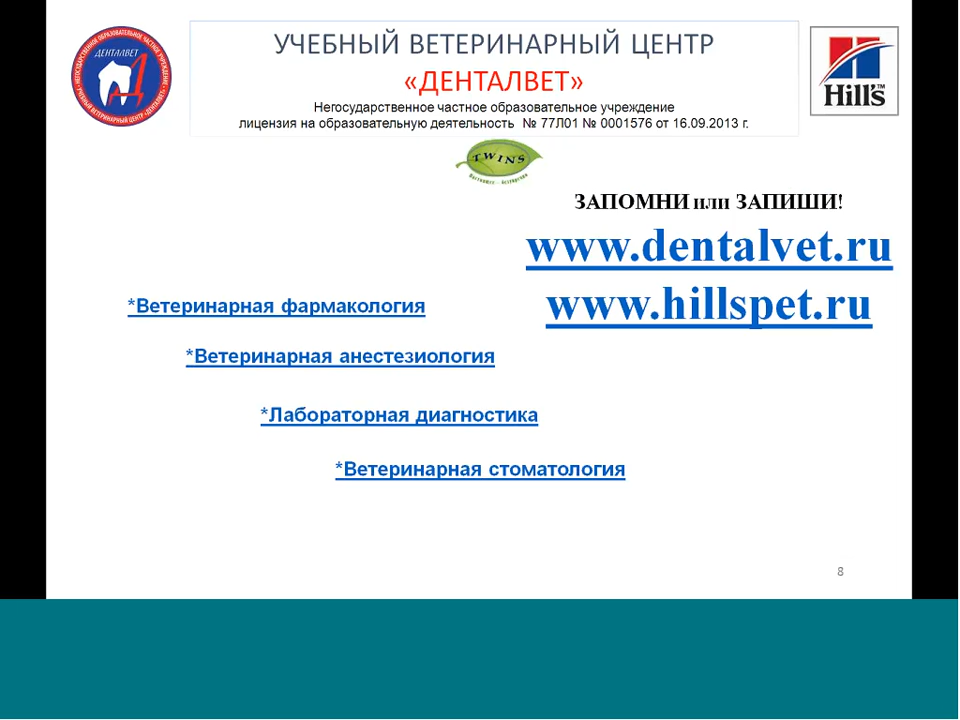 УЧЕБНЫЙ ВЕТЕРИНАРНЫЙ ЦЕНТР
«ДЕНТАЛВЕТ»
Негосударственное частное образовательное учреждение
лицензия на образовательную деятельность № 77Л01 № 0001576 от 16.09.2013 г.
ДЕНТАЛВЕТ
Д
Hill's™
TWINS
ЗАПОМНИ или ЗАПИШИ!
www.dentalvet.ru
www.hillspet.ru
*Ветеринарная фармакология
*Ветеринарная анестезиология
*Лабораторная диагностика
*Ветеринарная стоматология
8